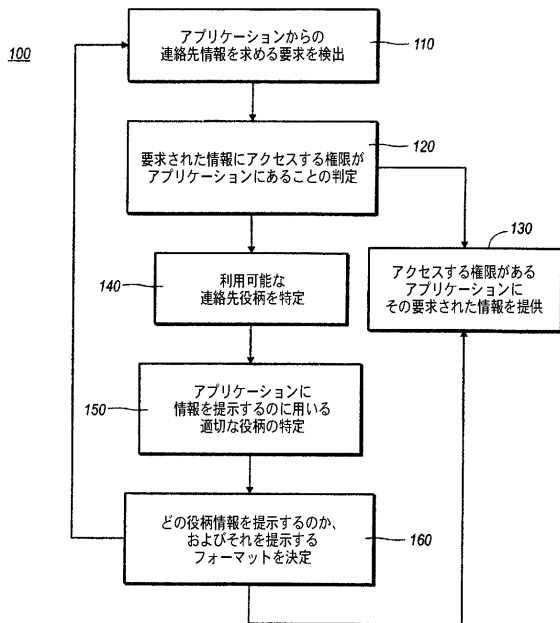 100
アプリケーションからの
連絡先情報を求める要求を検出
110
要求された情報にアクセスする権限が
アプリケーションにあることの判定
120
130
アクセスする権限がある
アプリケーションに
その要求された情報を提供
利用可能な
連絡先役柄を特定
140
アプリケーションに
情報を提示するのに用いる
適切な役柄の特定
150
どの役柄情報を提示するのか、
およびそれを提示する
フォーマットを決定
160